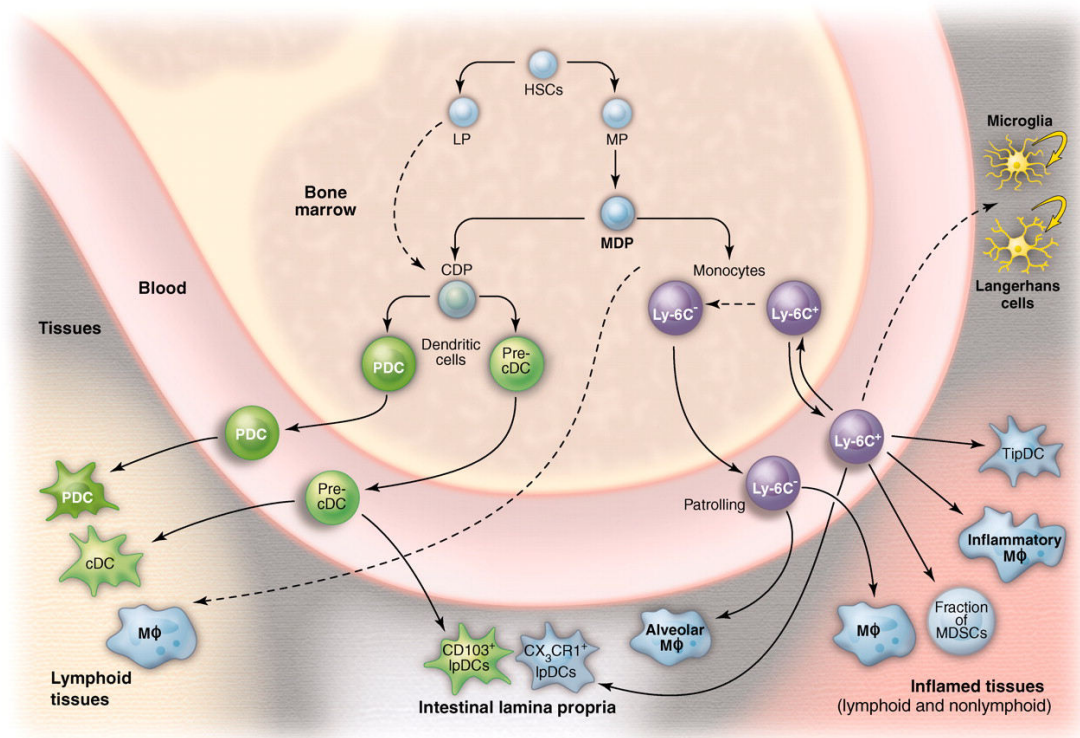 HSCs
LP
MP
Microglia
Bone
marrow
MDP
CDP
Monocytes
Langerhans
cells
Blood
Ly-6C⁻
Ly-6C⁺
Tissues
Dendritic
cells
PDC
Pre-
cDC
PDC
Ly-6C⁺
TipDC
PDC
Pre-
cDC
Patrolling
Ly-6C⁻
cDC
Inflammatory
Mϕ
Mϕ
CD103⁺
lpDCs
CX₃CR1⁺
lpDCs
Alveolar
Mϕ
Mϕ
Fraction
of
MDSCs
Lymphoid
tissues
Intestinal lamina propria
Inflamed tissues
(lymphoid and nonlymphoid)